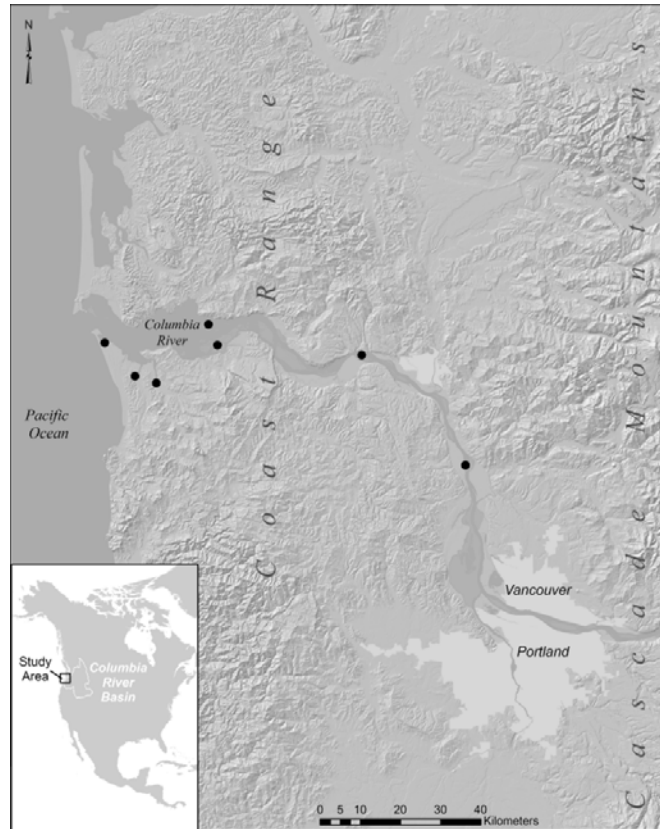 N
Coast Range
Cascade Mountains
Columbia
River
Pacific
Ocean
Vancouver
Portland
Study
Area
Columbia
River
Basin
0 5 10 20 30 40
Kilometers